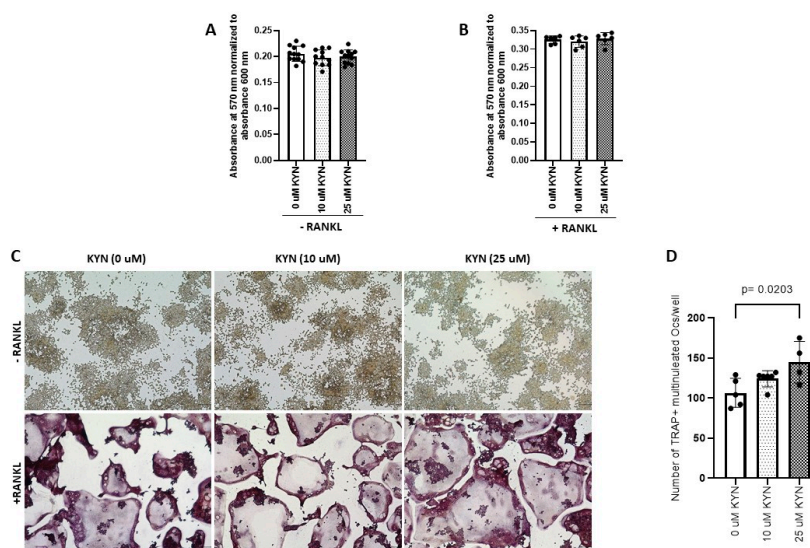 A
Absorbance at 570 nm normalized to
absorbance 600 nm
0.25
0.20
0.15
0.10
0.05
0.00
0 uM KYN
10 uM KYN
25 uM KYN
- RANKL
B
Absorbance at 570 nm normalized to
absorbance 600 nm
0.35
0.30
0.25
0.20
0.15
0.10
0.05
0.00
0 uM KYN
10 uM KYN
25 uM KYN
+ RANKL
C
KYN (0 uM)
KYN (10 uM)
KYN (25 uM)
- RANKL
+RANKL
D
p= 0.0203
Number of TRAP+ multinuleated Ocs/well
200
150
100
50
0
0 uM KYN
10 uM KYN
25 uM KYN